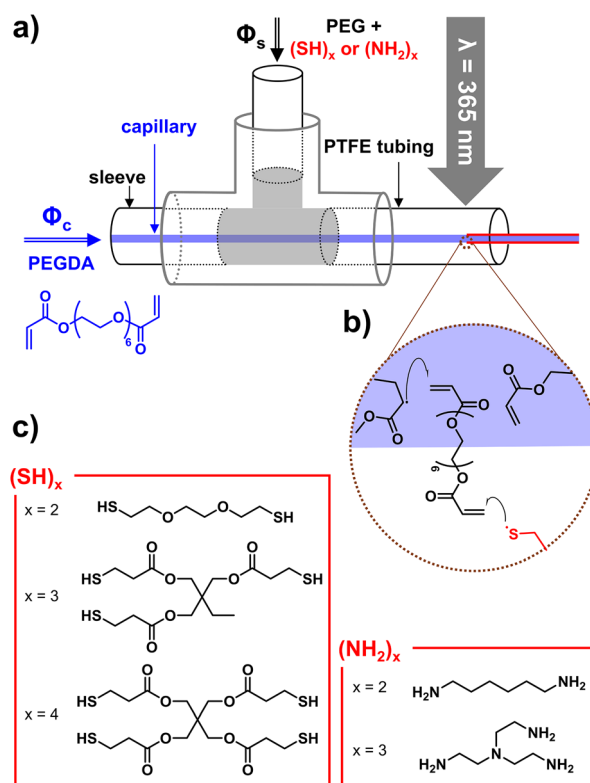 a)
Φs
PEG +
(SH)x or (NH2)x
λ = 365 nm
capillary
PTFE tubing
sleeve
Φc
PEGDA
O
O
O
O
6
O
b)
O
O
O
O
O
O
O
9
O
O
·S
c)
(SH)x
x = 2
HS
O
O
SH
x = 3
O
O
HS
O
O
SH
HS
O
O
x = 4
O
O
HS
O
O
SH
HS
O
O
SH
O
O
(NH2)x
x = 2
H2N
NH2
x = 3
NH2
H2N
N
NH2